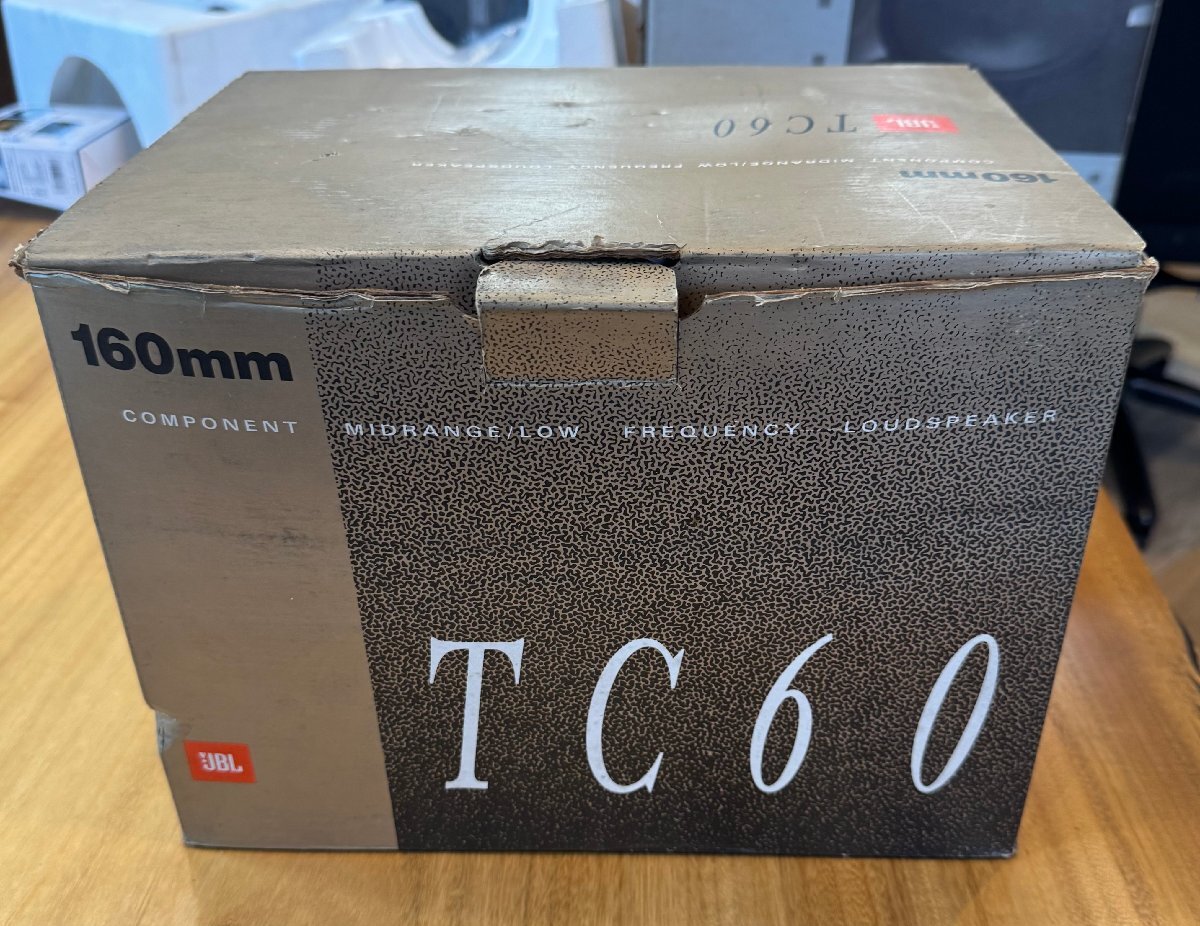 JBL TC60
COMPONENT MIDRANGE/LOW FREQUENCY LOUDSPEAKER
160mm
160mm
COMPONENT MIDRANGE/LOW FREQUENCY LOUDSPEAKER
TC60
JBL